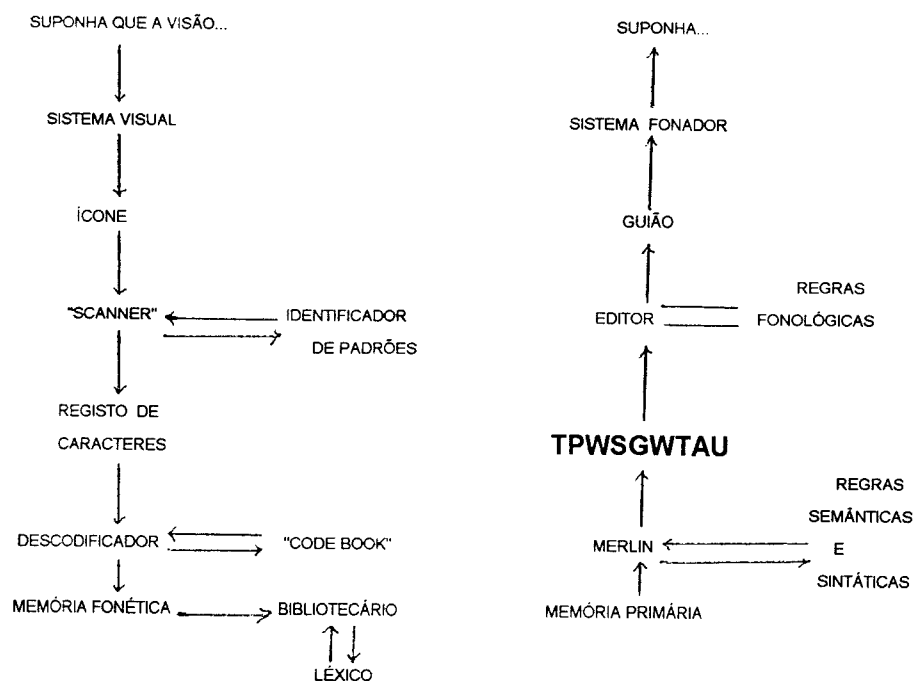 SUPONHA QUE A VISÃO...
SISTEMA VISUAL
ÍCONE
"SCANNER"
IDENTIFICADOR
DE PADRÕES
REGISTO DE
CARACTERES
DESCODIFICADOR
"CODE BOOK"
MEMÓRIA FONÉTICA
BIBLIOTECÁRIO
LÉXICO
SUPONHA...
SISTEMA FONADOR
GUIÃO
EDITOR
REGRAS
FONOLÓGICAS
TPWSGWTAU
MERLIN
REGRAS
SEMÂNTICAS
E
SINTÁTICAS
MEMÓRIA PRIMÁRIA